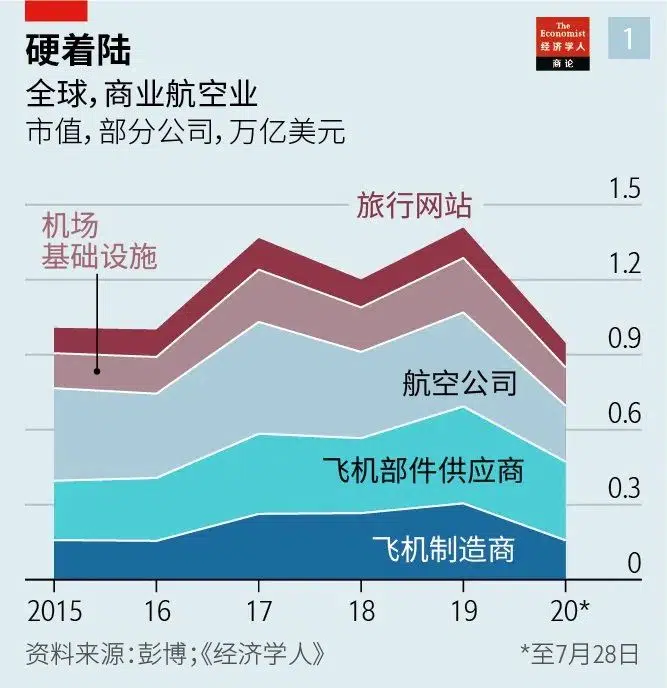 The
Economist
经济学人
商论
1
硬着陆
全球，商业航空业
市值，部分公司，万亿美元
1.5
旅行网站
机场
基础设施
1.2
0.9
航空公司
0.6
飞机部件供应商
0.3
飞机制造商
0
2015 16 17 18 19 20*
资料来源：彭博；《经济学人》 *至7月28日